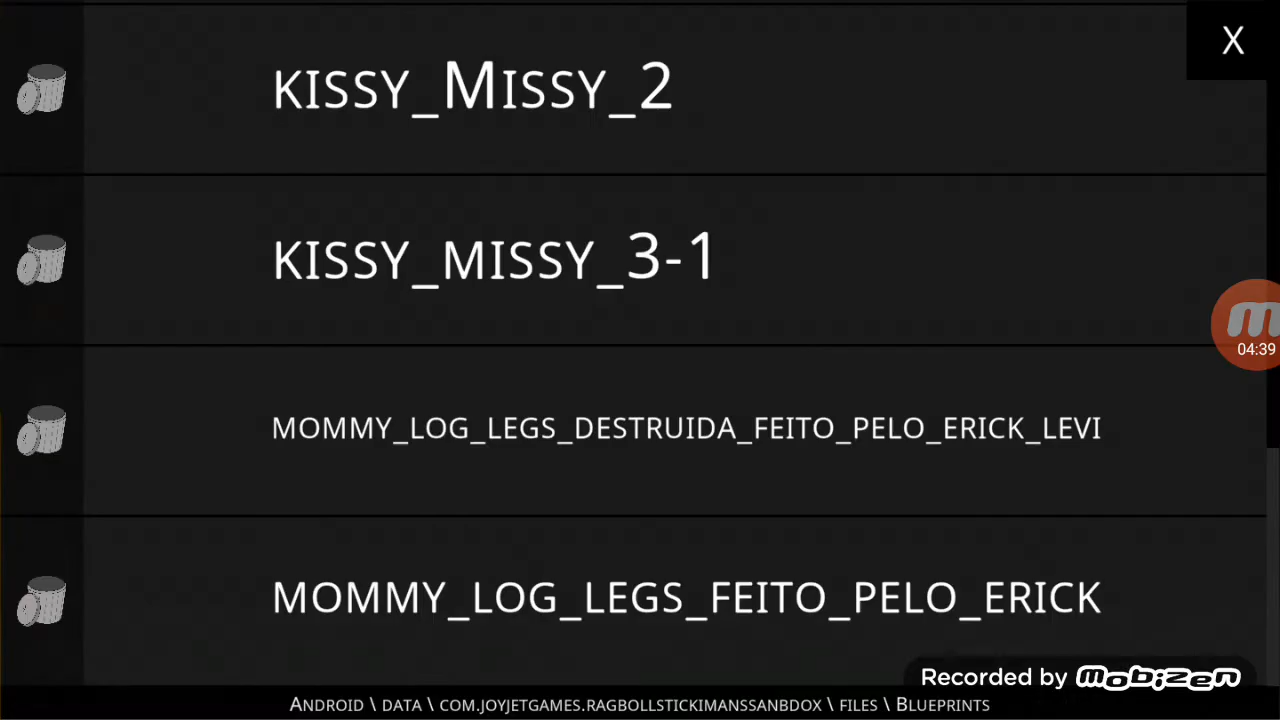 X
KISSY_MISSY_2
KISSY_MISSY_3-1
04:39
MOMMY_LOG_LEGS_DESTRUIDA_FEITO_PELO_ERICK_LEVI
MOMMY_LOG_LEGS_FEITO_PELO_ERICK
Recorded by mobizen
ANDROID \ DATA \ COM.JOYJETGAMES.RAGBOLLSTICKIMANSSANBDOX \ FILES \ BLUEPRINTS